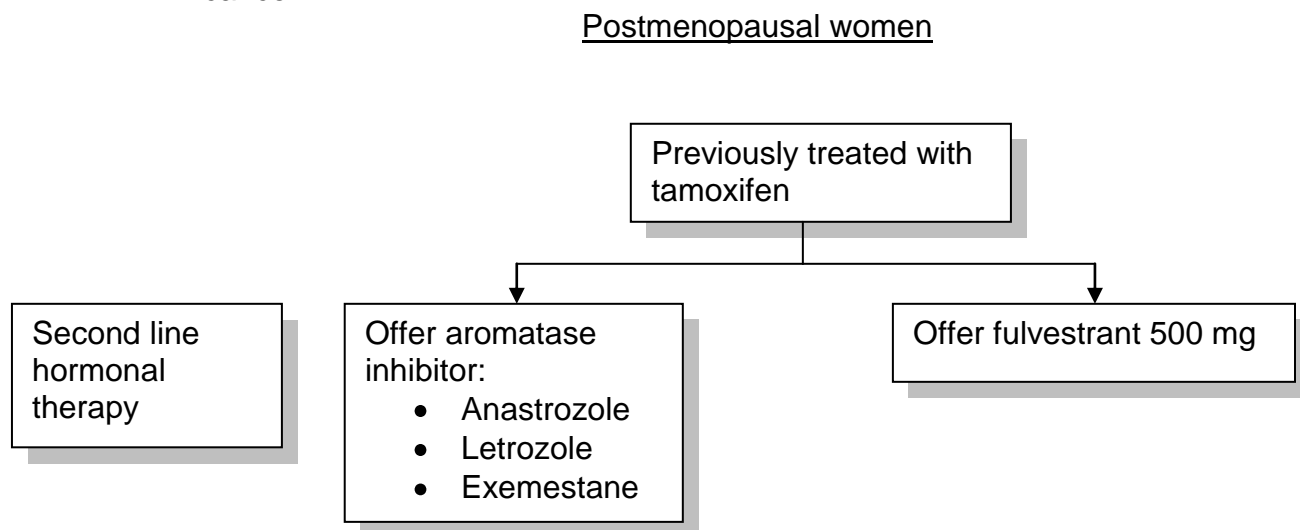 Postmenopausal women
Previously treated with
tamoxifen
Second line
hormonal
therapy
Offer aromatase
inhibitor:
• Anastrozole
• Letrozole
• Exemestane
Offer fulvestrant 500 mg